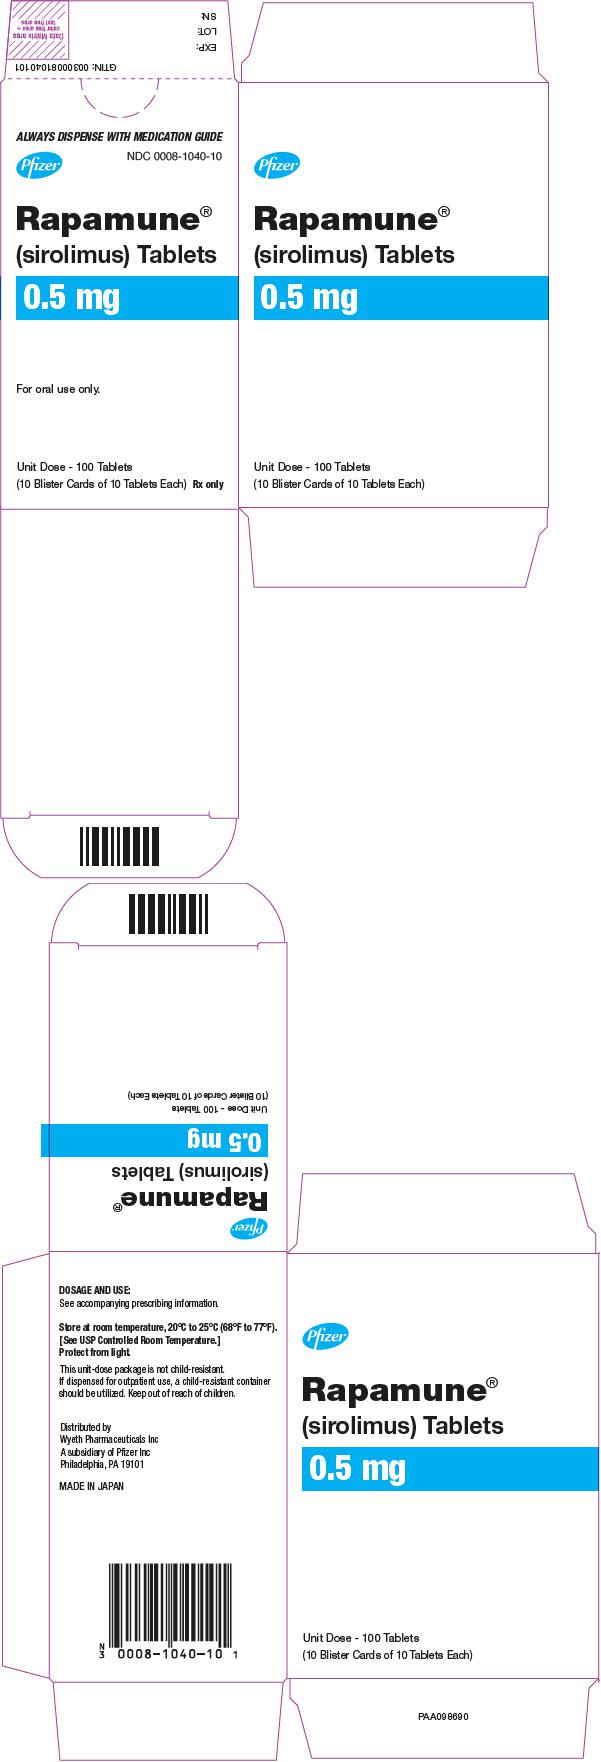 Data Matrix area
color free area +
text free area
SN:
LOT:
EXP:
GTIN: 00300081040101
ALWAYS DISPENSE WITH MEDICATION GUIDE
Pfizer
NDC 0008-1040-10
Rapamune®
(sirolimus) Tablets
0.5 mg
For oral use only.
Unit Dose - 100 Tablets
(10 Blister Cards of 10 Tablets Each) Rx only
Pfizer
Rapamune®
(sirolimus) Tablets
0.5 mg
Unit Dose - 100 Tablets
(10 Blister Cards of 10 Tablets Each)
Pfizer
Rapamune®
(sirolimus) Tablets
0.5 mg
Unit Dose - 100 Tablets
(10 Blister Cards of 10 Tablets Each)
DOSAGE AND USE:
See accompanying prescribing information.
Store at room temperature, 20°C to 25°C (68°F to 77°F).
[See USP Controlled Room Temperature.]
Protect from light.
This unit-dose package is not child-resistant.
If dispensed for outpatient use, a child-resistant container
should be utilized. Keep out of reach of children.
Distributed by
Wyeth Pharmaceuticals Inc
A subsidiary of Pfizer Inc
Philadelphia, PA 19101
MADE IN JAPAN
N
3 0008-1040-10 1
Pfizer
Rapamune®
(sirolimus) Tablets
0.5 mg
Unit Dose - 100 Tablets
(10 Blister Cards of 10 Tablets Each)
PAA098690